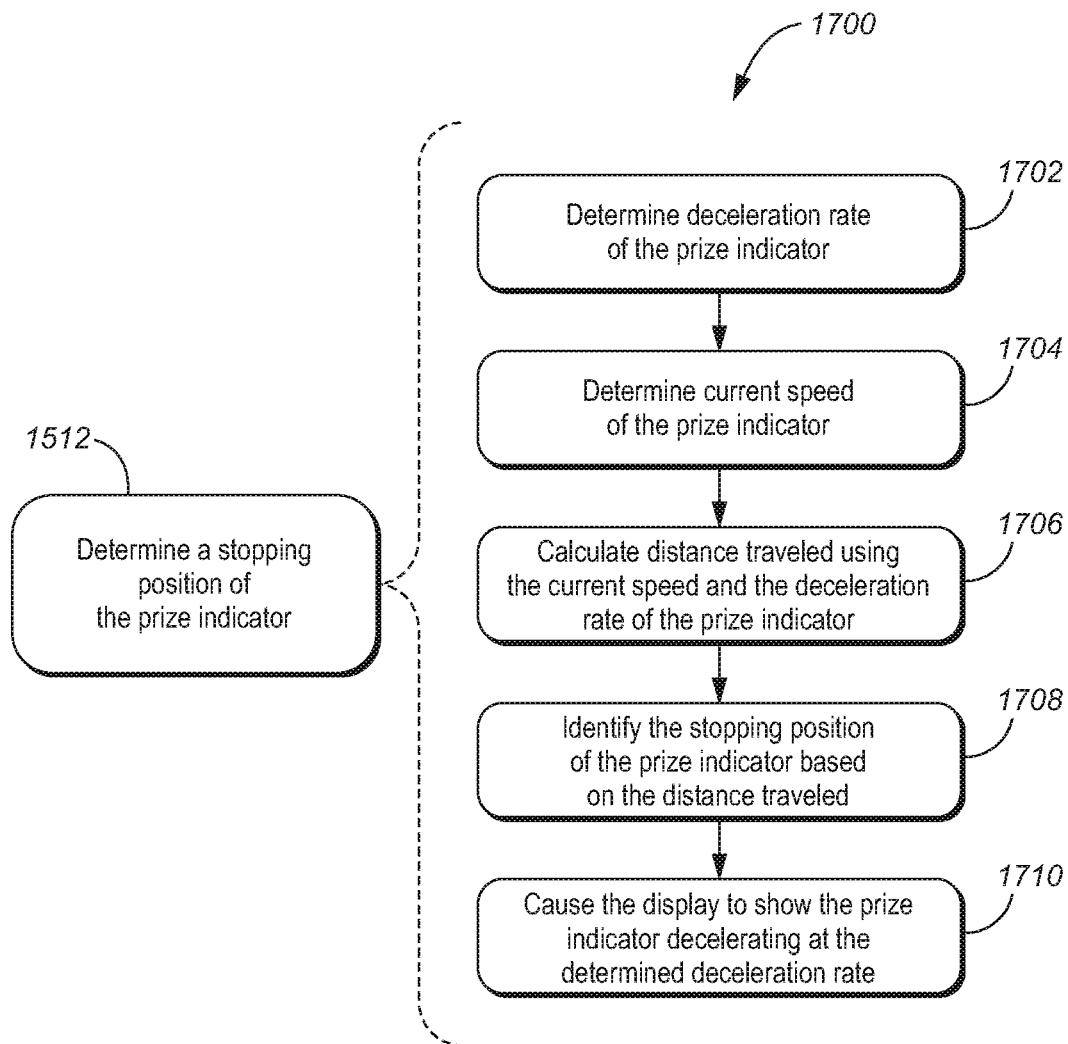 1700
1702
Determine deceleration rate
of the prize indicator
1704
Determine current speed
of the prize indicator
1512
Determine a stopping
position of
the prize indicator
1706
Calculate distance traveled using
the current speed and the deceleration
rate of the prize indicator
1708
Identify the stopping position
of the prize indicator based
on the distance traveled
1710
Cause the display to show the prize
indicator decelerating at the
determined deceleration rate